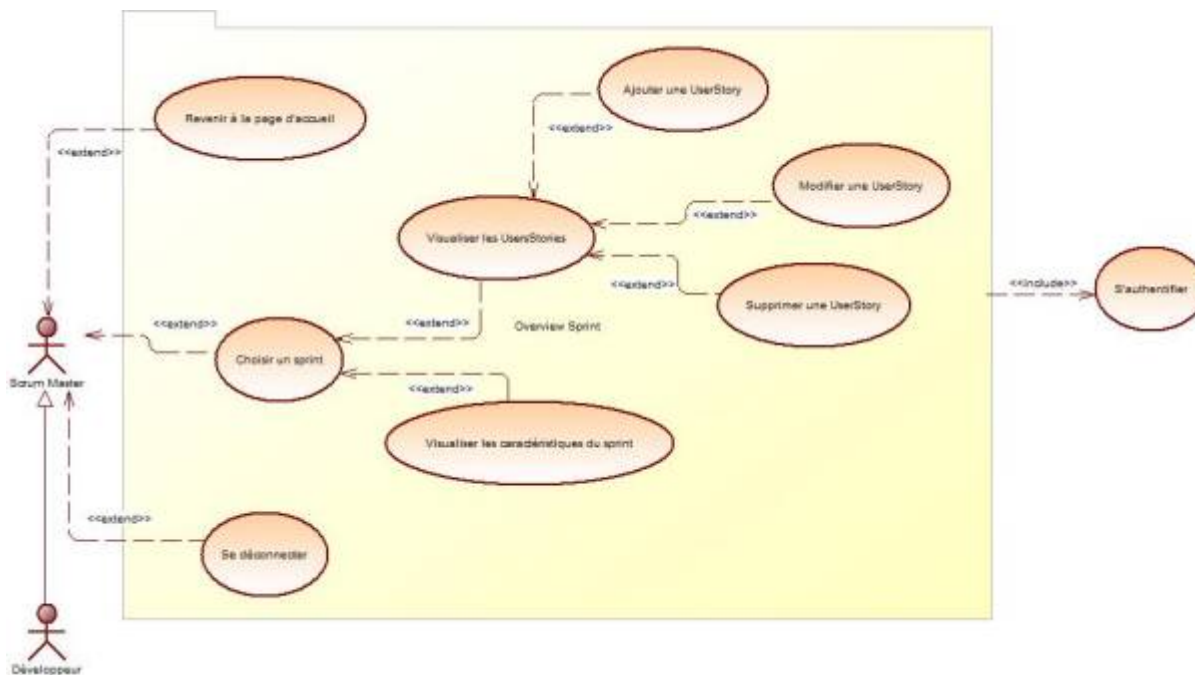 Ajouter une UserStory
Revenir à la page d'accueil
<<extend>>
<<extend>>
Modifier une UserStory
<<extend>>
Visualiser les UsersStories
<<extend>>
<<include>>
S'authentifier
Supprimer une UserStory
<<extend>>
<<extend>>
Overview Sprint
Choisir un sprint
Scrum Master
<<extend>>
Visualiser les caractéristiques du sprint
<<extend>>
Se déconnecter
Développeur